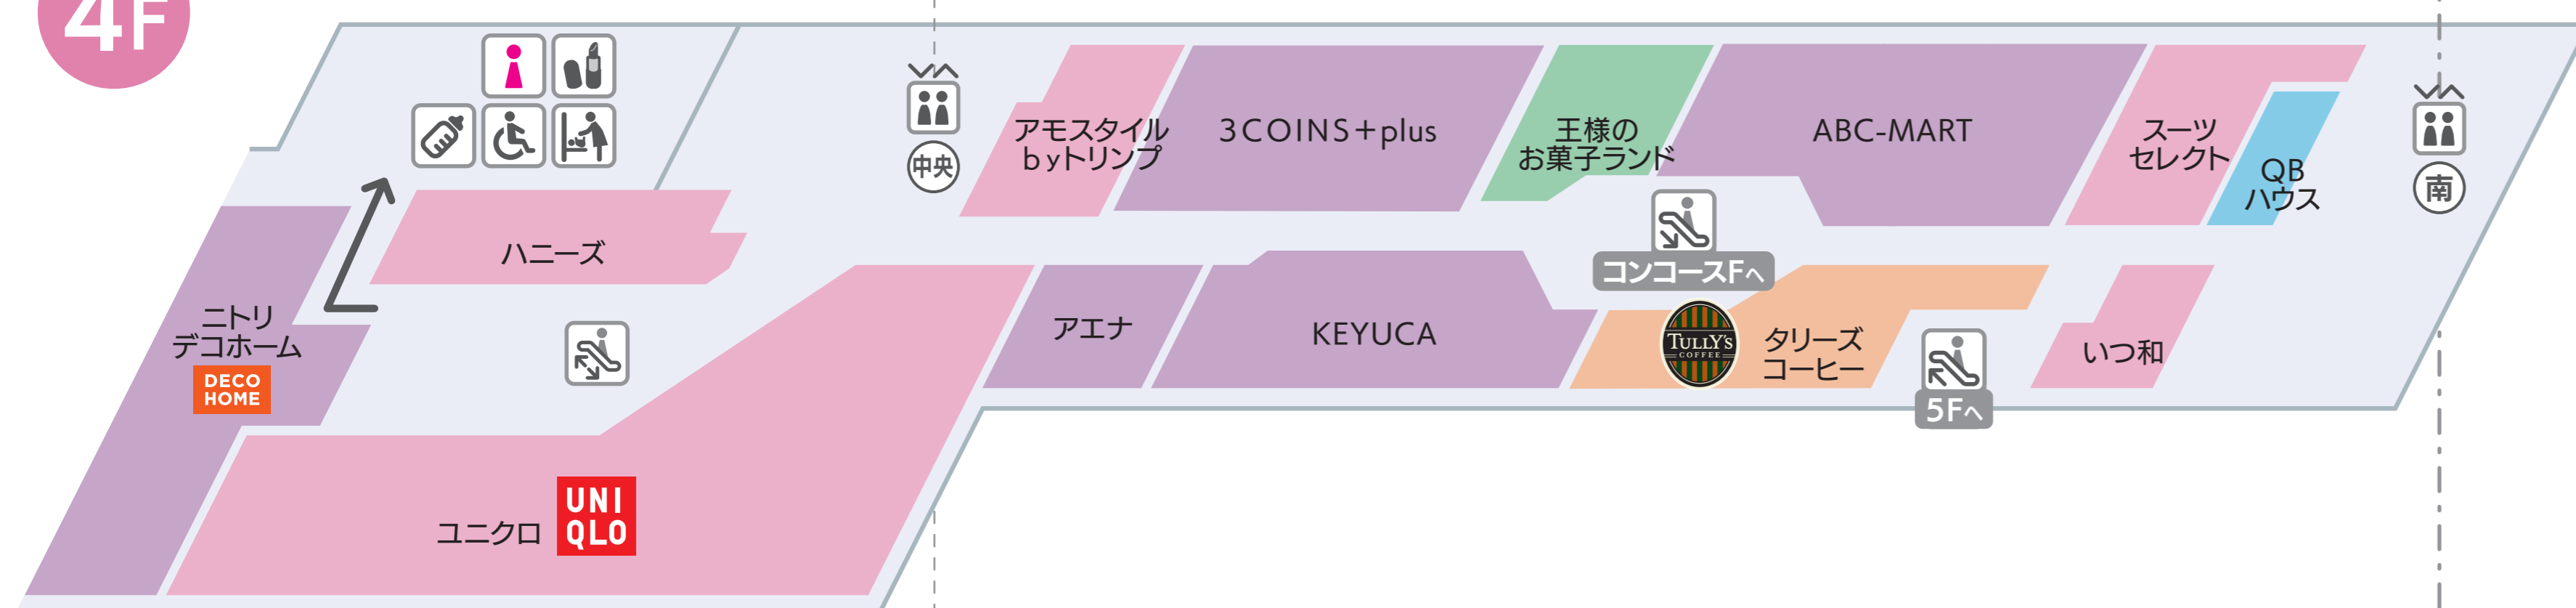 4F
中央
アモスタイル
byトリンプ
3COINS+plus
王様の
お菓子ランド
ABC-MART
スーツ
セレクト
QB
ハウス
南
ハニーズ
コンコースFへ
ニトリ
デコホーム
DECO
HOME
アエナ
KEYUCA
TULLY'S
COFFEE
タリーズ
コーヒー
いつ和
5Fへ
ユニクロ
UNI
QLO